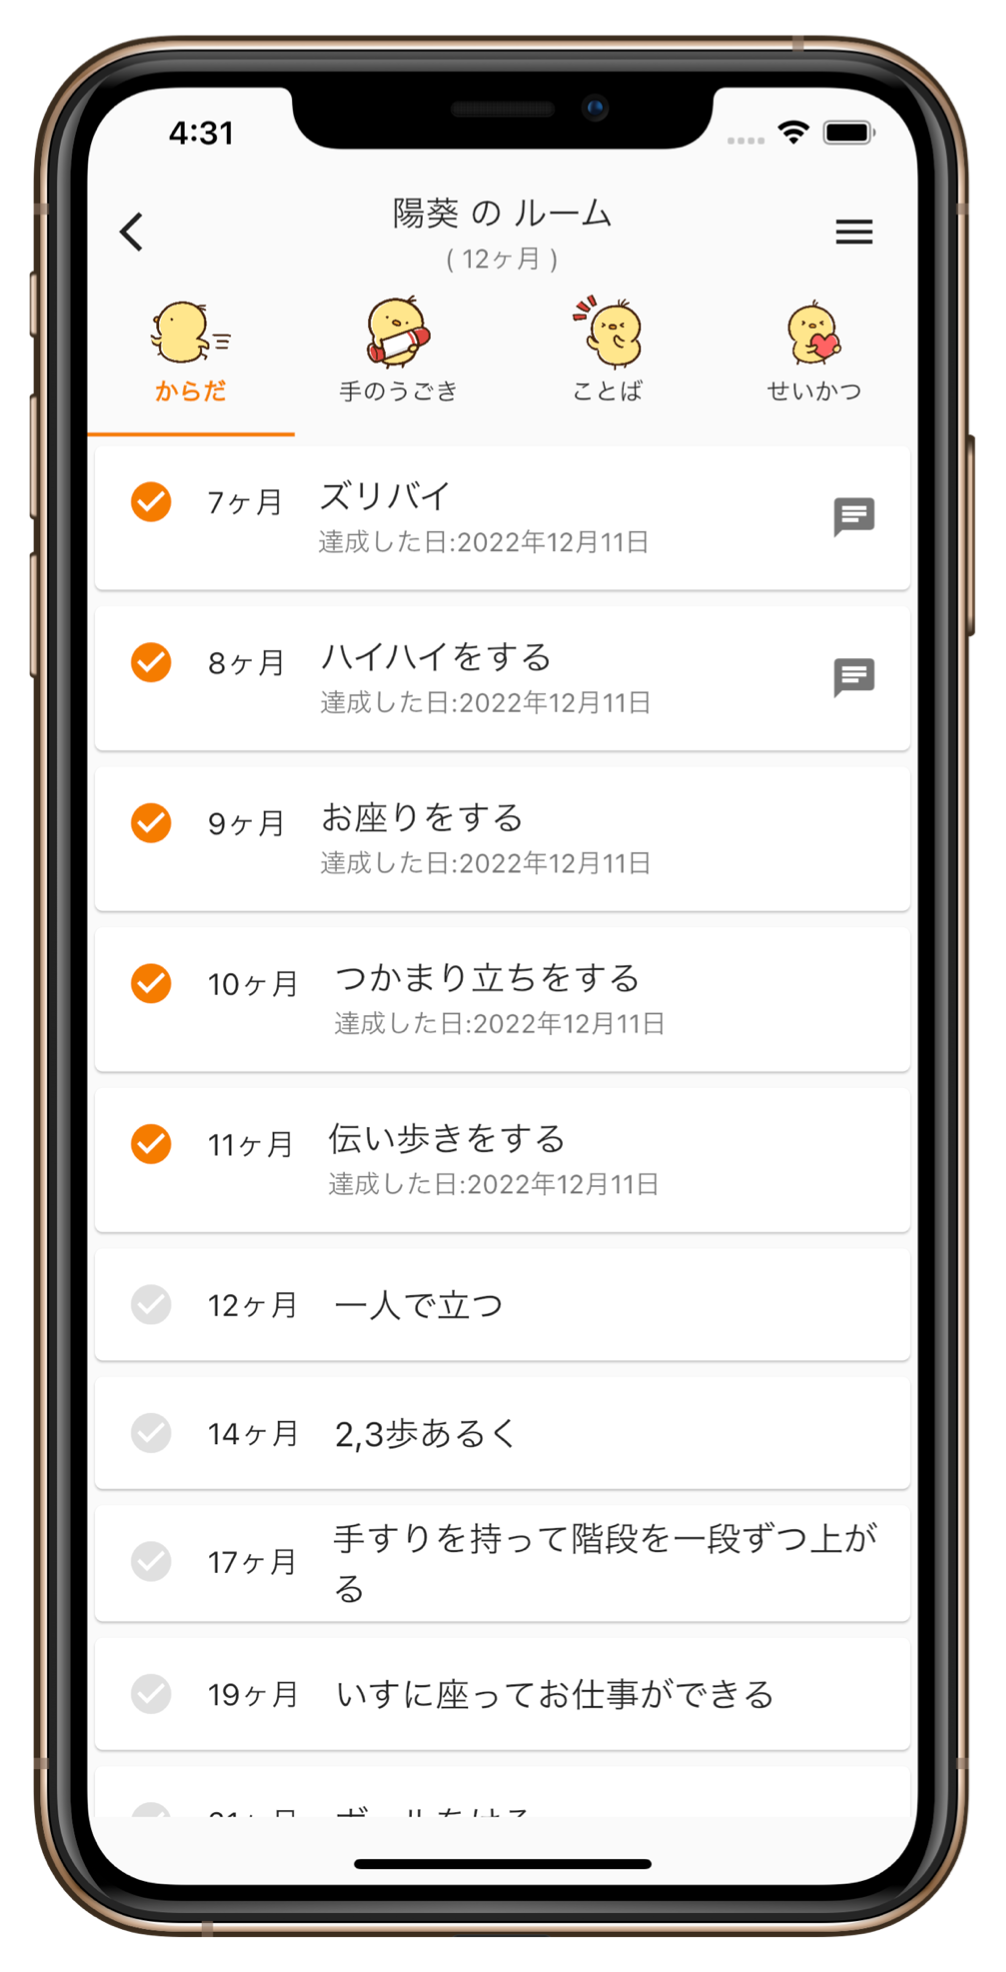 4:31
陽葵 の ルーム
( 12ヶ月 )
からだ
手のうごき
ことば
せいかつ
7ヶ月
ズリバイ
達成した日:2022年12月11日
8ヶ月
ハイハイをする
達成した日:2022年12月11日
9ヶ月
お座りをする
達成した日:2022年12月11日
10ヶ月
つかまり立ちをする
達成した日:2022年12月11日
11ヶ月
伝い歩きをする
達成した日:2022年12月11日
12ヶ月
一人で立つ
14ヶ月
2,3歩あるく
17ヶ月
手すりを持って階段を一段ずつ上が
る
19ヶ月
いすに座ってお仕事ができる